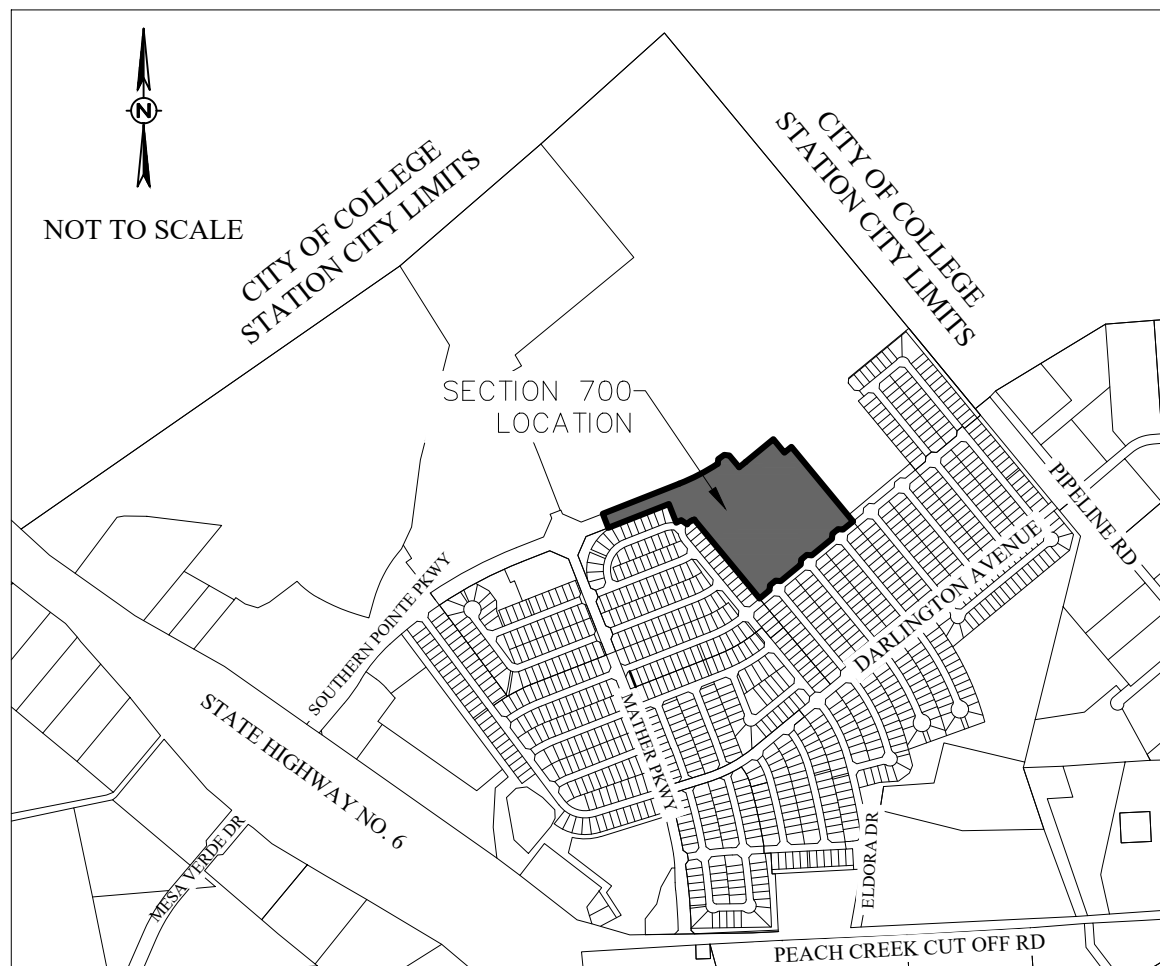 N
NOT TO SCALE
CITY OF COLLEGE
STATION CITY LIMITS
CITY OF COLLEGE
STATION CITY LIMITS
SECTION 700
LOCATION
PIPELINE RD
DARLINGTON AVENUE
SOUTHERN POINTE PKWY
STATE HIGHWAY NO. 6
MATHER PKWY
MESA VERDE DR
ELDORA DR
PEACH CREEK CUT OFF RD